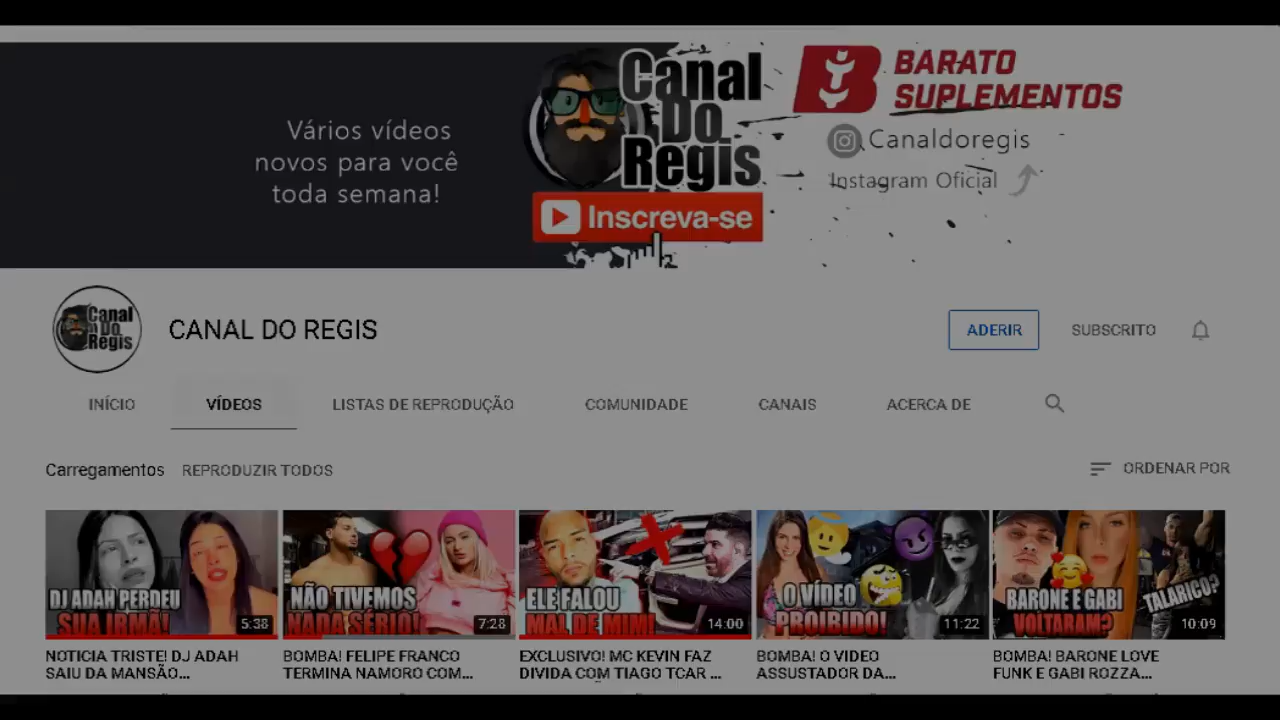 Vários vídeos
novos para você
toda semana!
Canal
Do
Regis
Inscreva-se
BARATO
SUPLEMENTOS
Canaldoregis
Instagram Oficial
Canal
Do
Regis
CANAL DO REGIS
ADERIR
SUBSCRITO
INÍCIO
VÍDEOS
LISTAS DE REPRODUÇÃO
COMUNIDADE
CANAIS
ACERCA DE
Carregamentos
REPRODUZIR TODOS
ORDENAR POR
DJ ADAH PERDEU
SUA IRMÃ!
5:38
NÃO TIVEMOS
NADA SÉRIO!
7:28
ELE FALOU
MAL DE MIM!
14:00
O VÍDEO
PROIBIDO!
11:22
BARONE E GABI
VOLTARAM?
TALARICO?
10:09
NOTICIA TRISTE! DJ ADAH
SAIU DA MANSÃO...
BOMBA! FELIPE FRANCO
TERMINA NAMORO COM...
EXCLUSIVO! MC KEVIN FAZ
DIVIDA COM TIAGO TCAR ...
BOMBA! O VIDEO
ASSUSTADOR DA...
BOMBA! BARONE LOVE
FUNK E GABI ROZZA...